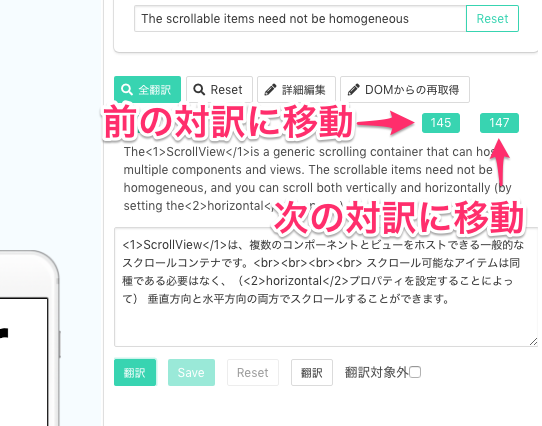 The scrollable items need not be homogeneous Reset
全翻訳 Reset 詳細編集 DOMからの再取得
前の対訳に移動 145 147
The<1>ScrollView</1>is a generic scrolling container that can hos
multiple components and views. The scrollable items need not be
homogeneous, and you can scroll both vertically and horizontally (by
setting the<2>horizontal<
次の対訳に移動
<1>ScrollView</1>は、複数のコンポーネントとビューをホストできる一般的な
スクロールコンテナです。<br><br><br><br> スクロール可能なアイテムは同
種である必要はなく、（<2>horizontal</2>プロパティを設定することによっ
て） 垂直方向と水平方向の両方でスクロールすることができます。
翻訳 Save Reset 翻訳 翻訳対象外